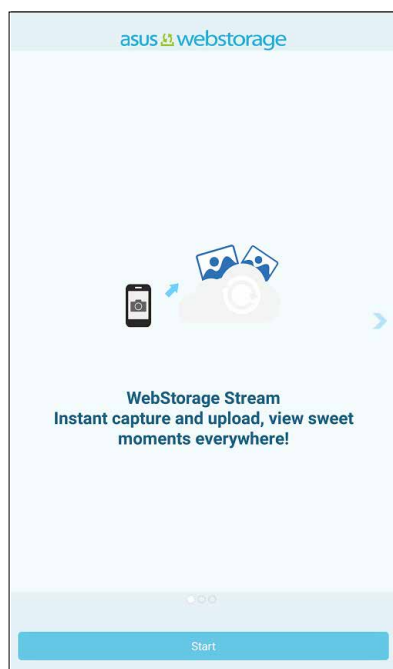 asus webstorage
WebStorage Stream
Instant capture and upload, view sweet
moments everywhere!
Start